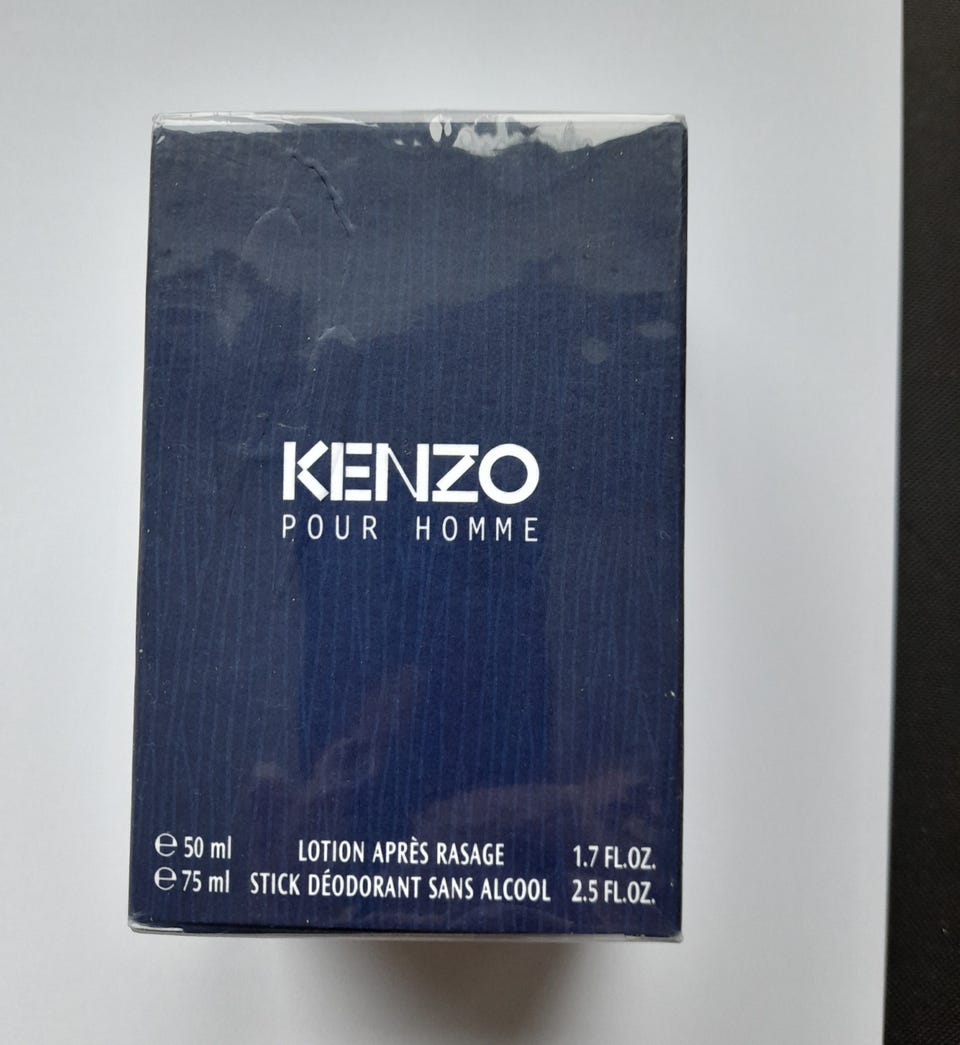 KENZO
POUR HOMME
℮ 50 ml LOTION APRÈS RASAGE 1.7 FL.OZ.
℮ 75 ml STICK DÉODORANT SANS ALCOOL 2.5 FL.OZ.